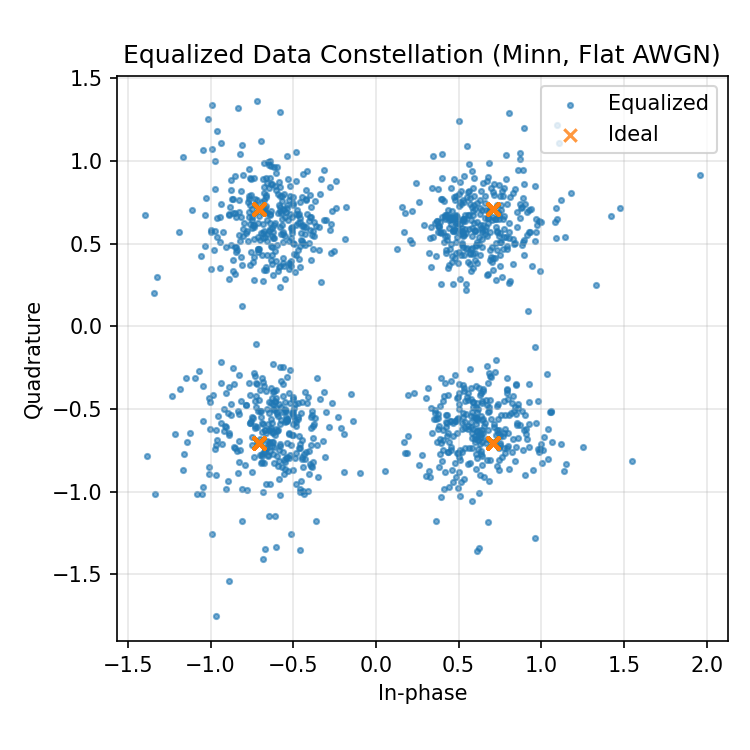 Equalized Data Constellation (Minn, Flat AWGN)
Equalized
Ideal
1.5
1.0
0.5
0.0
−0.5
−1.0
−1.5
Quadrature
−1.5 −1.0 −0.5 0.0 0.5 1.0 1.5 2.0
In-phase